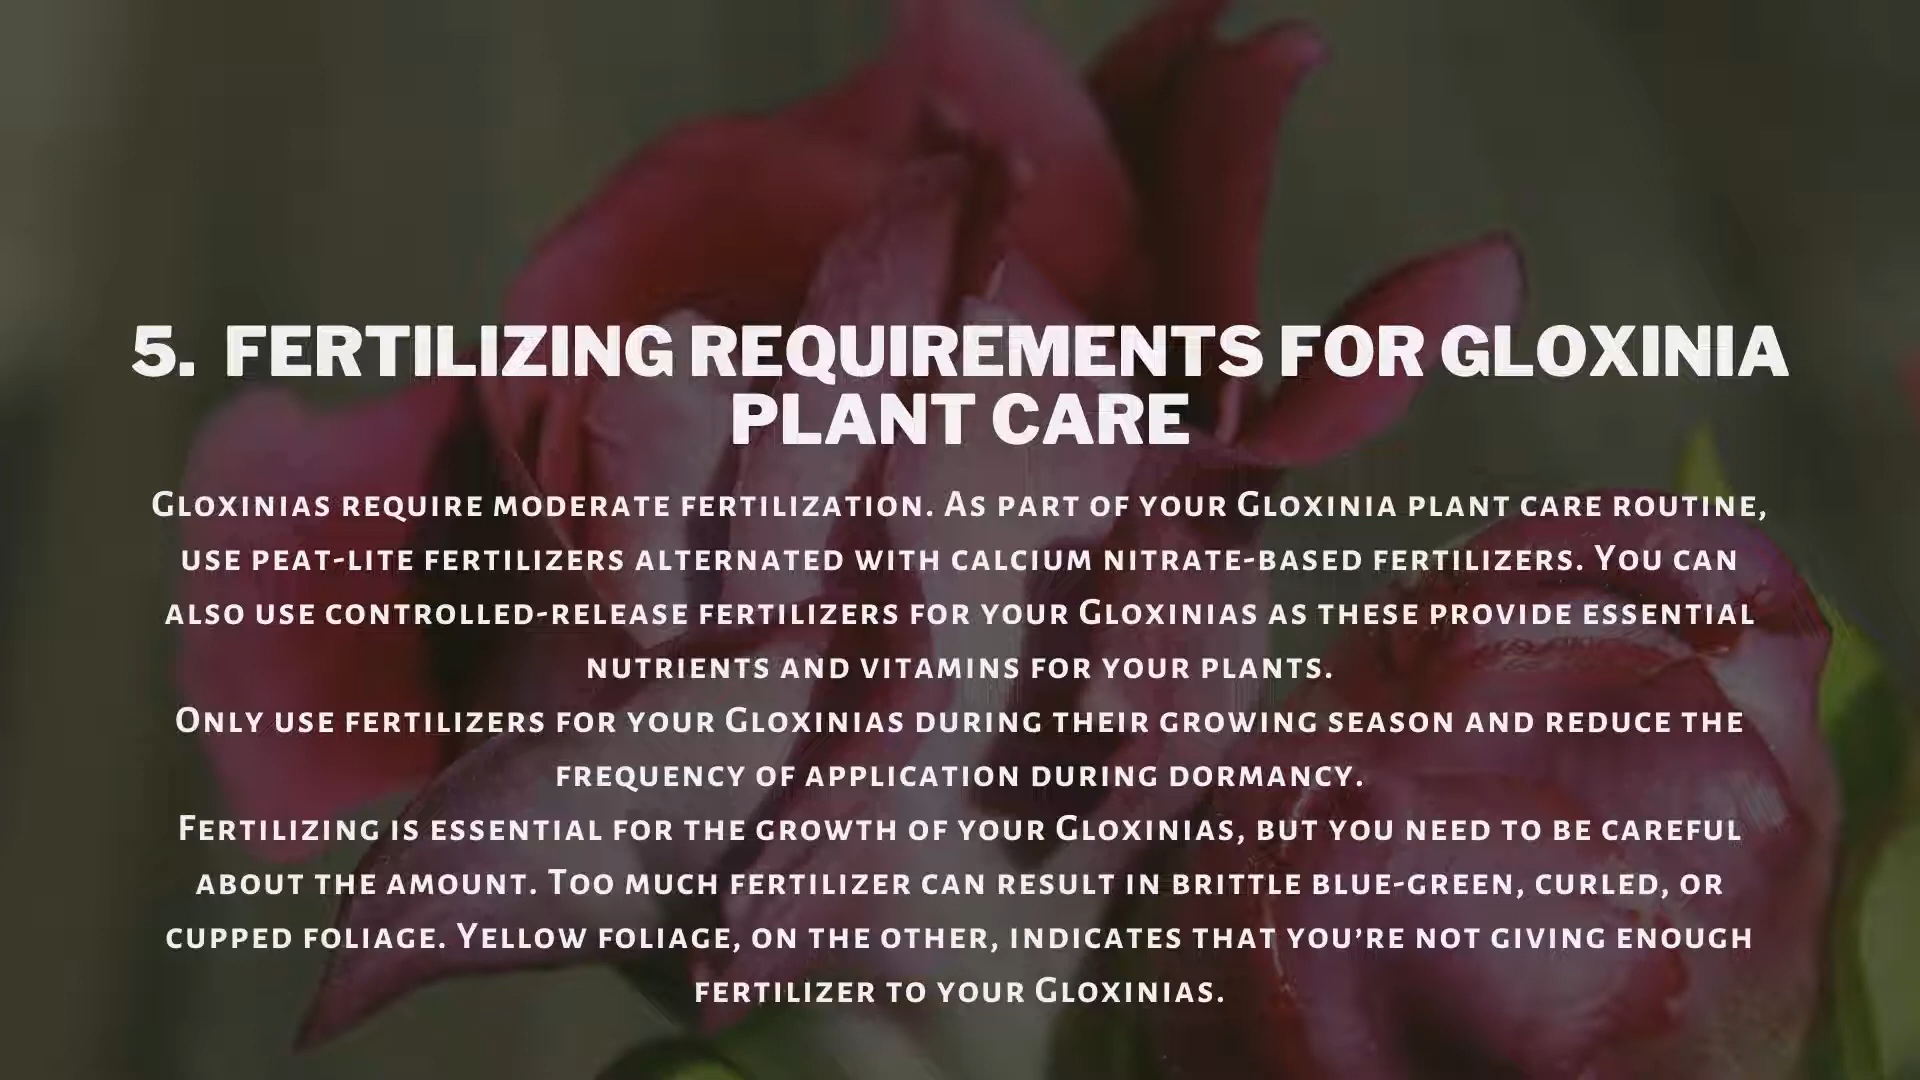 5. FERTILIZING REQUIREMENTS FOR GLOXINIA
PLANT CARE
Gloxinias require moderate fertilization. As part of your Gloxinia plant care routine,
use peat-lite fertilizers alternated with calcium nitrate-based fertilizers. You can
also use controlled-release fertilizers for your Gloxinias as these provide essential
nutrients and vitamins for your plants.
Only use fertilizers for your Gloxinias during their growing season and reduce the
frequency of application during dormancy.
Fertilizing is essential for the growth of your Gloxinias, but you need to be careful
about the amount. Too much fertilizer can result in brittle blue-green, curled, or
cupped foliage. Yellow foliage, on the other, indicates that you're not giving enough
fertilizer to your Gloxinias.